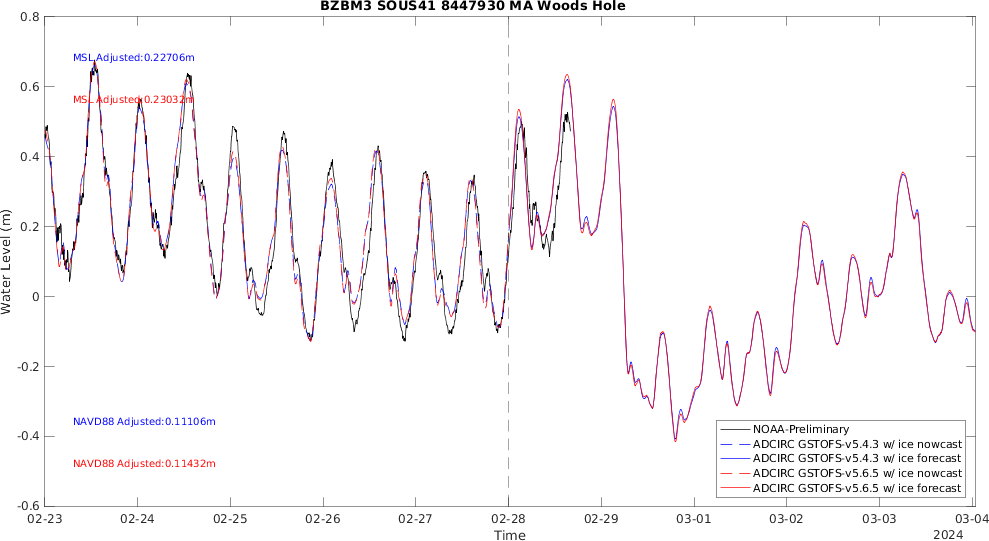 BZBM3 SOUS41 8447930 MA Woods Hole
0.8
0.6
0.4
0.2
0
-0.2
-0.4
-0.6
Water Level (m)
MSL Adjusted:0.22706m
MSL Adjusted:0.23032m
NAVD88 Adjusted:0.11106m
NAVD88 Adjusted:0.11432m
NOAA-Preliminary
ADCIRC GSTOFS-v5.4.3 w/ ice nowcast
ADCIRC GSTOFS-v5.4.3 w/ ice forecast
ADCIRC GSTOFS-v5.6.5 w/ ice nowcast
ADCIRC GSTOFS-v5.6.5 w/ ice forecast
02-23 02-24 02-25 02-26 02-27 02-28 02-29 03-01 03-02 03-03 03-04
Time 2024